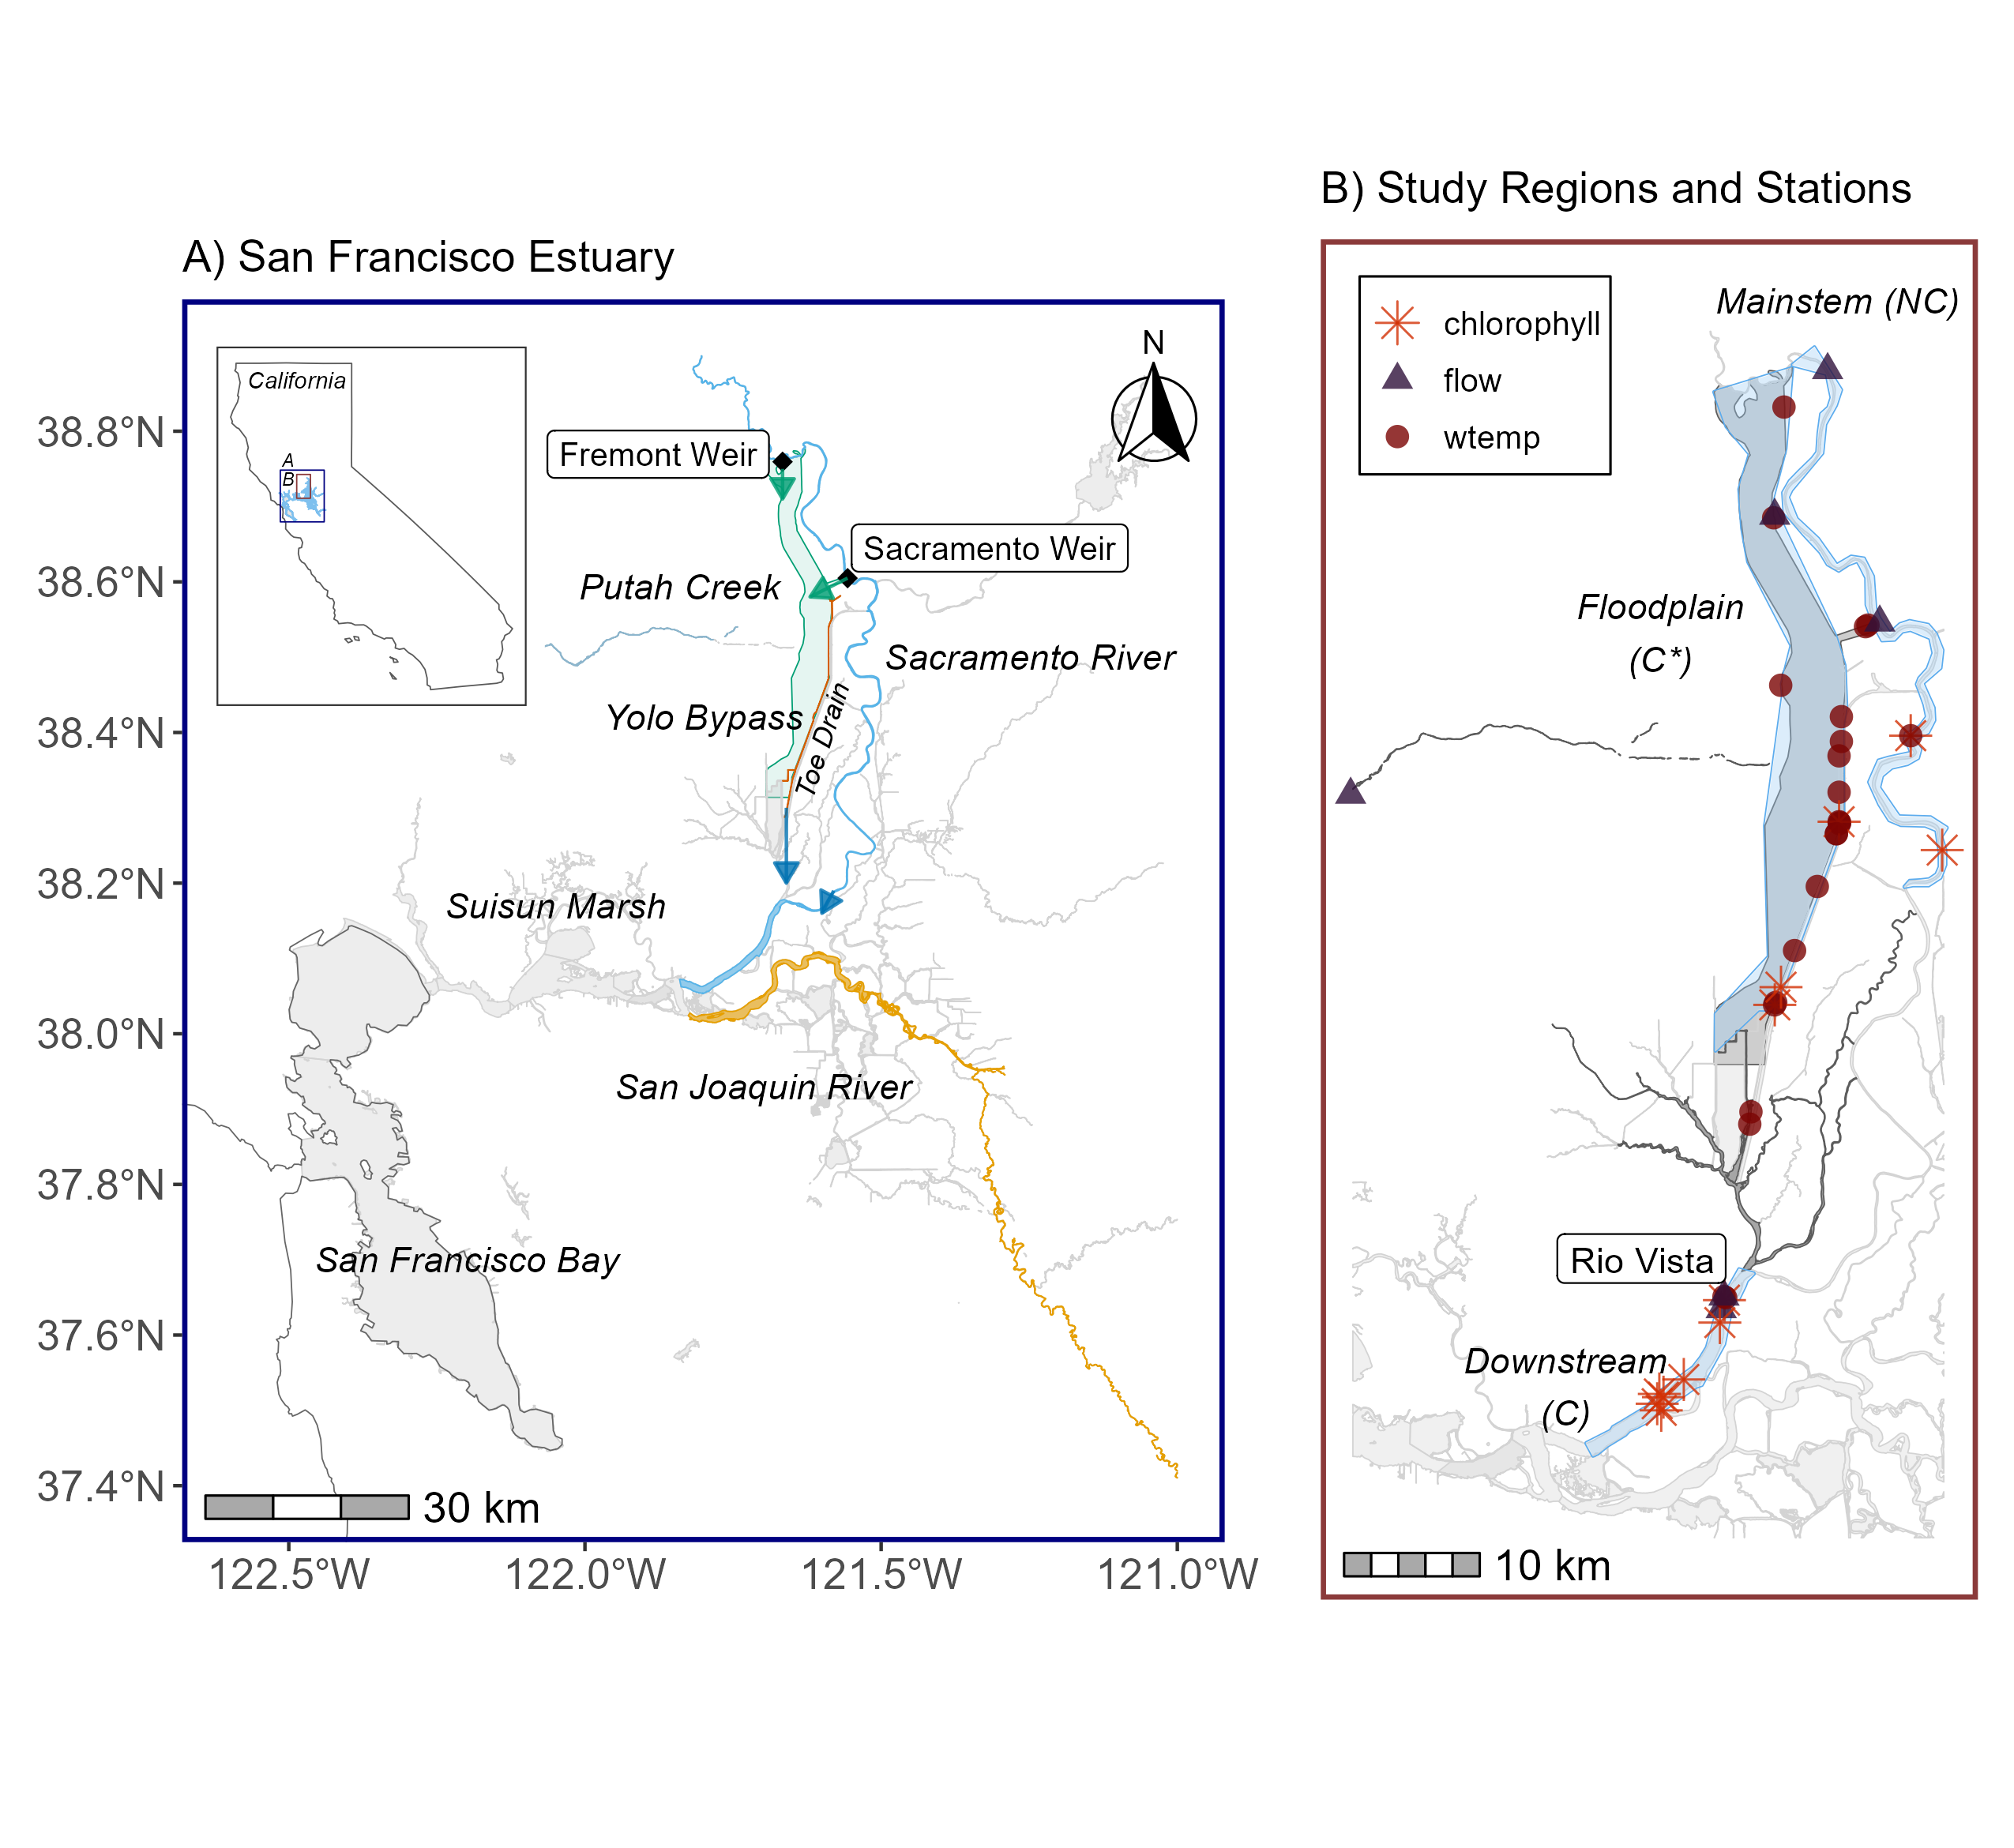 B) Study Regions and Stations
A) San Francisco Estuary
California
A
B
N
Fremont Weir
Sacramento Weir
Putah Creek
Sacramento River
Yolo Bypass
Toe Drain
Suisun Marsh
San Joaquin River
San Francisco Bay
30 km
38.8°N
38.6°N
38.4°N
38.2°N
38.0°N
37.8°N
37.6°N
37.4°N
122.5°W
122.0°W
121.5°W
121.0°W
chlorophyll
flow
wtemp
Mainstem (NC)
Floodplain
(C*)
Rio Vista
Downstream
(C)
10 km